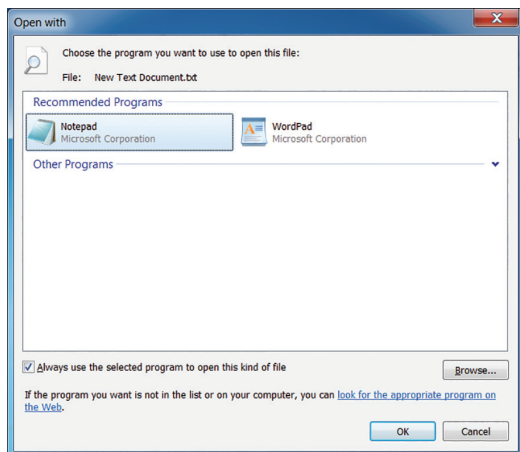 Open with
Choose the program you want to use to open this file:
File: New Text Document.txt
Recommended Programs
Notepad
Microsoft Corporation
WordPad
Microsoft Corporation
Other Programs
Always use the selected program to open this kind of file
Browse...
If the program you want is not in the list or on your computer, you can look for the appropriate program on
the Web.
OK
Cancel